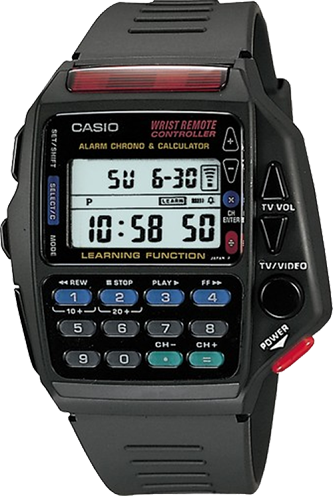 CASIO
WRIST REMOTE
CONTROLLER
ALARM CHRONO & CALCULATOR
SET/SHIFT
SELECT/C
MODE
SU 6-30
P LEARN
10:58 50
+
−
×
CH
ENTER
÷
TV VOL
LEARNING FUNCTION
JAPAN
TV/VIDEO
◀◀ REW ■ STOP PLAY ▶ FF ▶▶
1 2 3 4
10+ 20+
5 6 7 8
CH− CH+
9 0 • = 
POWER